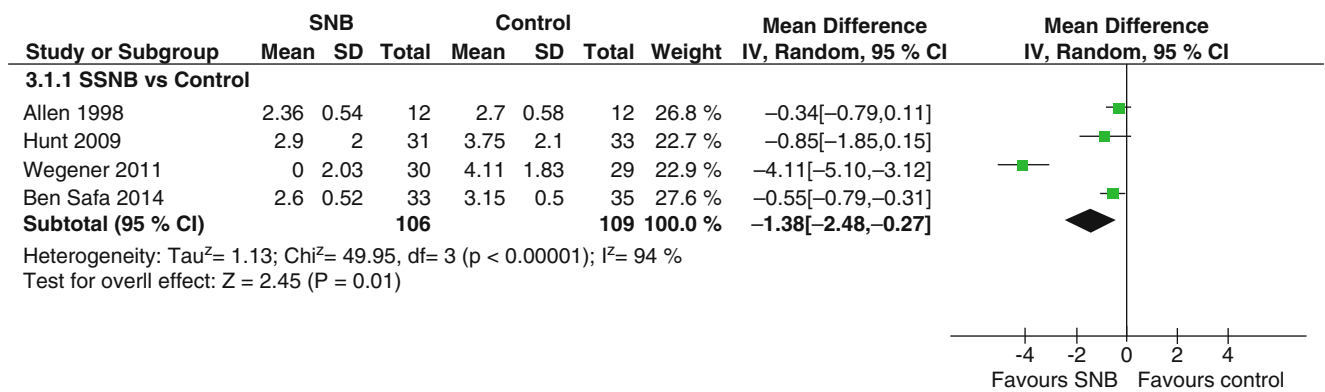 SNB Control Mean Difference Mean Difference
Study or Subgroup Mean SD Total Mean SD Total Weight IV, Random, 95 % CI IV, Random, 95 % CI
3.1.1 SSNB vs Control
Allen 1998 2.36 0.54 12 2.7 0.58 12 26.8 % –0.34[–0.79,0.11]
Hunt 2009 2.9 2 31 3.75 2.1 33 22.7 % –0.85[–1.85,0.15]
Wegener 2011 0 2.03 30 4.11 1.83 29 22.9 % –4.11[–5.10,–3.12]
Ben Safa 2014 2.6 0.52 33 3.15 0.5 35 27.6 % –0.55[–0.79,–0.31]
Subtotal (95 % CI) 106 109 100.0 % –1.38[–2.48,–0.27]
Heterogeneity: Tauᶻ= 1.13; Chiᶻ= 49.95, df= 3 (p < 0.00001); Iᶻ= 94 %
Test for overll effect: Z = 2.45 (P = 0.01)
-4 -2 0 2 4
Favours SNB Favours control